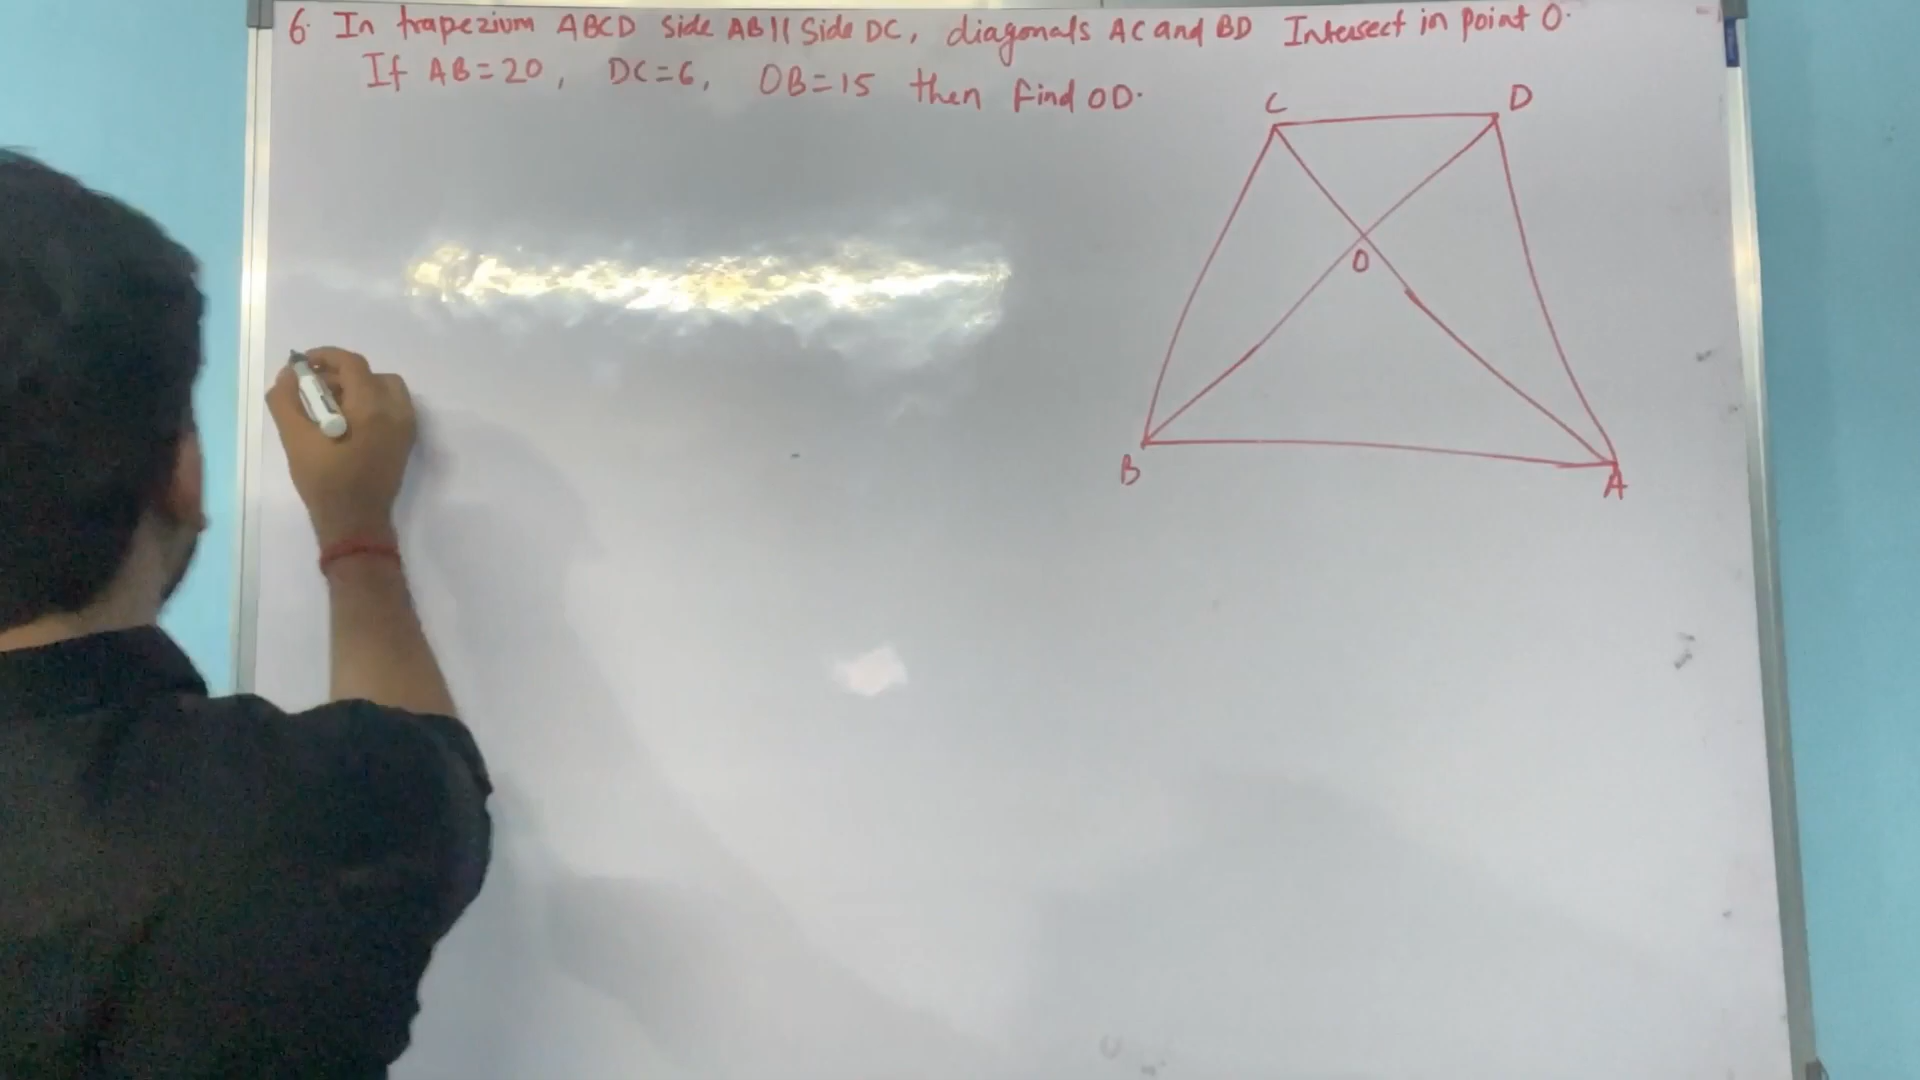 6. In trapezium ABCD side AB || Side DC, diagonals AC and BD Intersect in point O.
If AB = 20, DC = 6, OB = 15 then find OD.
C D
O
B A